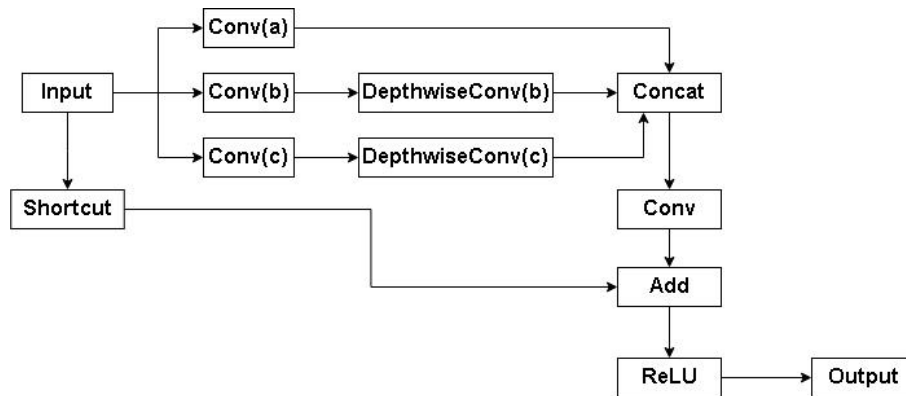 Conv(a)
Input
Conv(b)
DepthwiseConv(b)
Concat
Conv(c)
DepthwiseConv(c)
Shortcut
Conv
Add
ReLU
Output